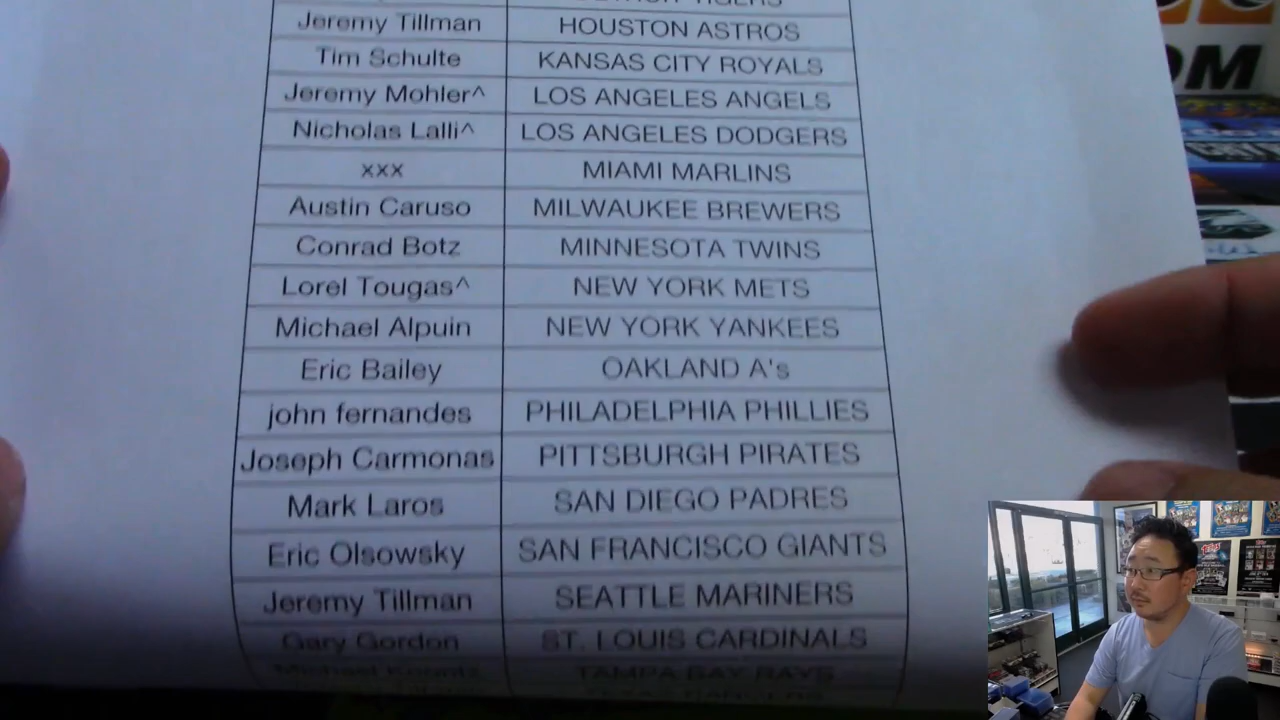 TIGERS
Jeremy Tillman HOUSTON ASTROS
Tim Schulte KANSAS CITY ROYALS
Jeremy Mohler^ LOS ANGELES ANGELS
Nicholas Lalli^ LOS ANGELES DODGERS
xxx MIAMI MARLINS
Austin Caruso MILWAUKEE BREWERS
Conrad Botz MINNESOTA TWINS
Lorel Tougas^ NEW YORK METS
Michael Alpuin NEW YORK YANKEES
Eric Bailey OAKLAND A's
john fernandes PHILADELPHIA PHILLIES
Joseph Carmonas PITTSBURGH PIRATES
Mark Laros SAN DIEGO PADRES
Eric Olsowsky SAN FRANCISCO GIANTS
Jeremy Tillman SEATTLE MARINERS
Gary Gordon ST. LOUIS CARDINALS
Michael TAMPA BAY RAYS